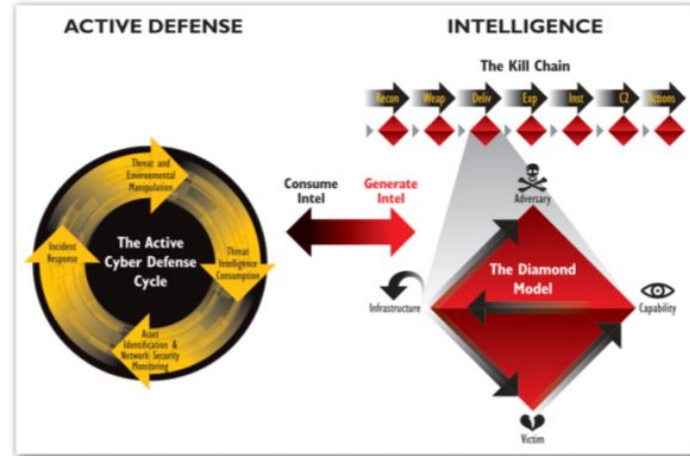 ACTIVE DEFENSE
INTELLIGENCE
The Kill Chain
Recon
Weap
Deliv
Exp
Inst
C2
Actions
Threat and
Environmental
Manipulation
Consume
Intel
Generate
Intel
Adversary
Incident
Response
The Active
Cyber Defense
Cycle
Threat
Intelligence
Consumption
The Diamond
Model
Infrastructure
Capability
Asset
Identification &
Network Security
Monitoring
Victim